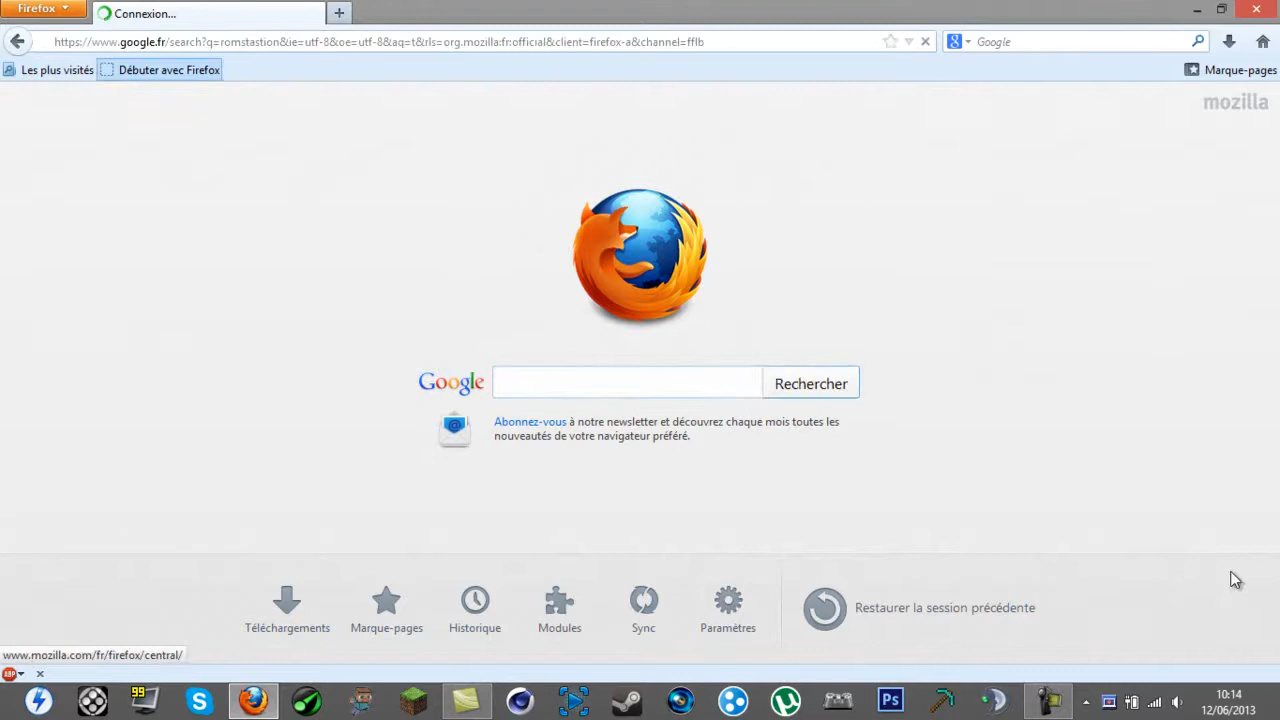 Firefox
Connexion...
https://www.google.fr/search?q=romstastion&ie=utf-8&oe=utf-8&aq=t&rls=org.mozilla:fr:official&client=firefox-a&channel=fflb
Google
Les plus visités
Débuter avec Firefox
Marque-pages
mozilla
Google
Rechercher
Abonnez-vous à notre newsletter et découvrez chaque mois toutes les
nouveautés de votre navigateur préféré.
Téléchargements
Marque-pages
Historique
Modules
Sync
Paramètres
Restaurer la session précédente
www.mozilla.com/fr/firefox/central/
ABP
99
Ps
10:14
12/06/2013